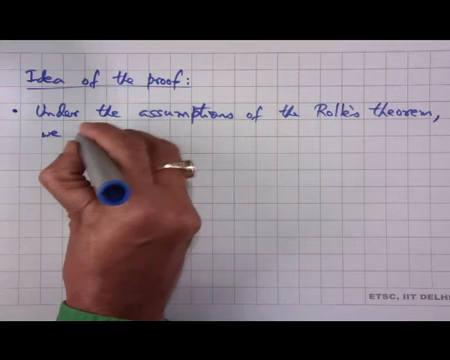 Idea of the proof:
• Under the assumptions of the Rolle's theorem,
we
ETSC, IIT DELHI